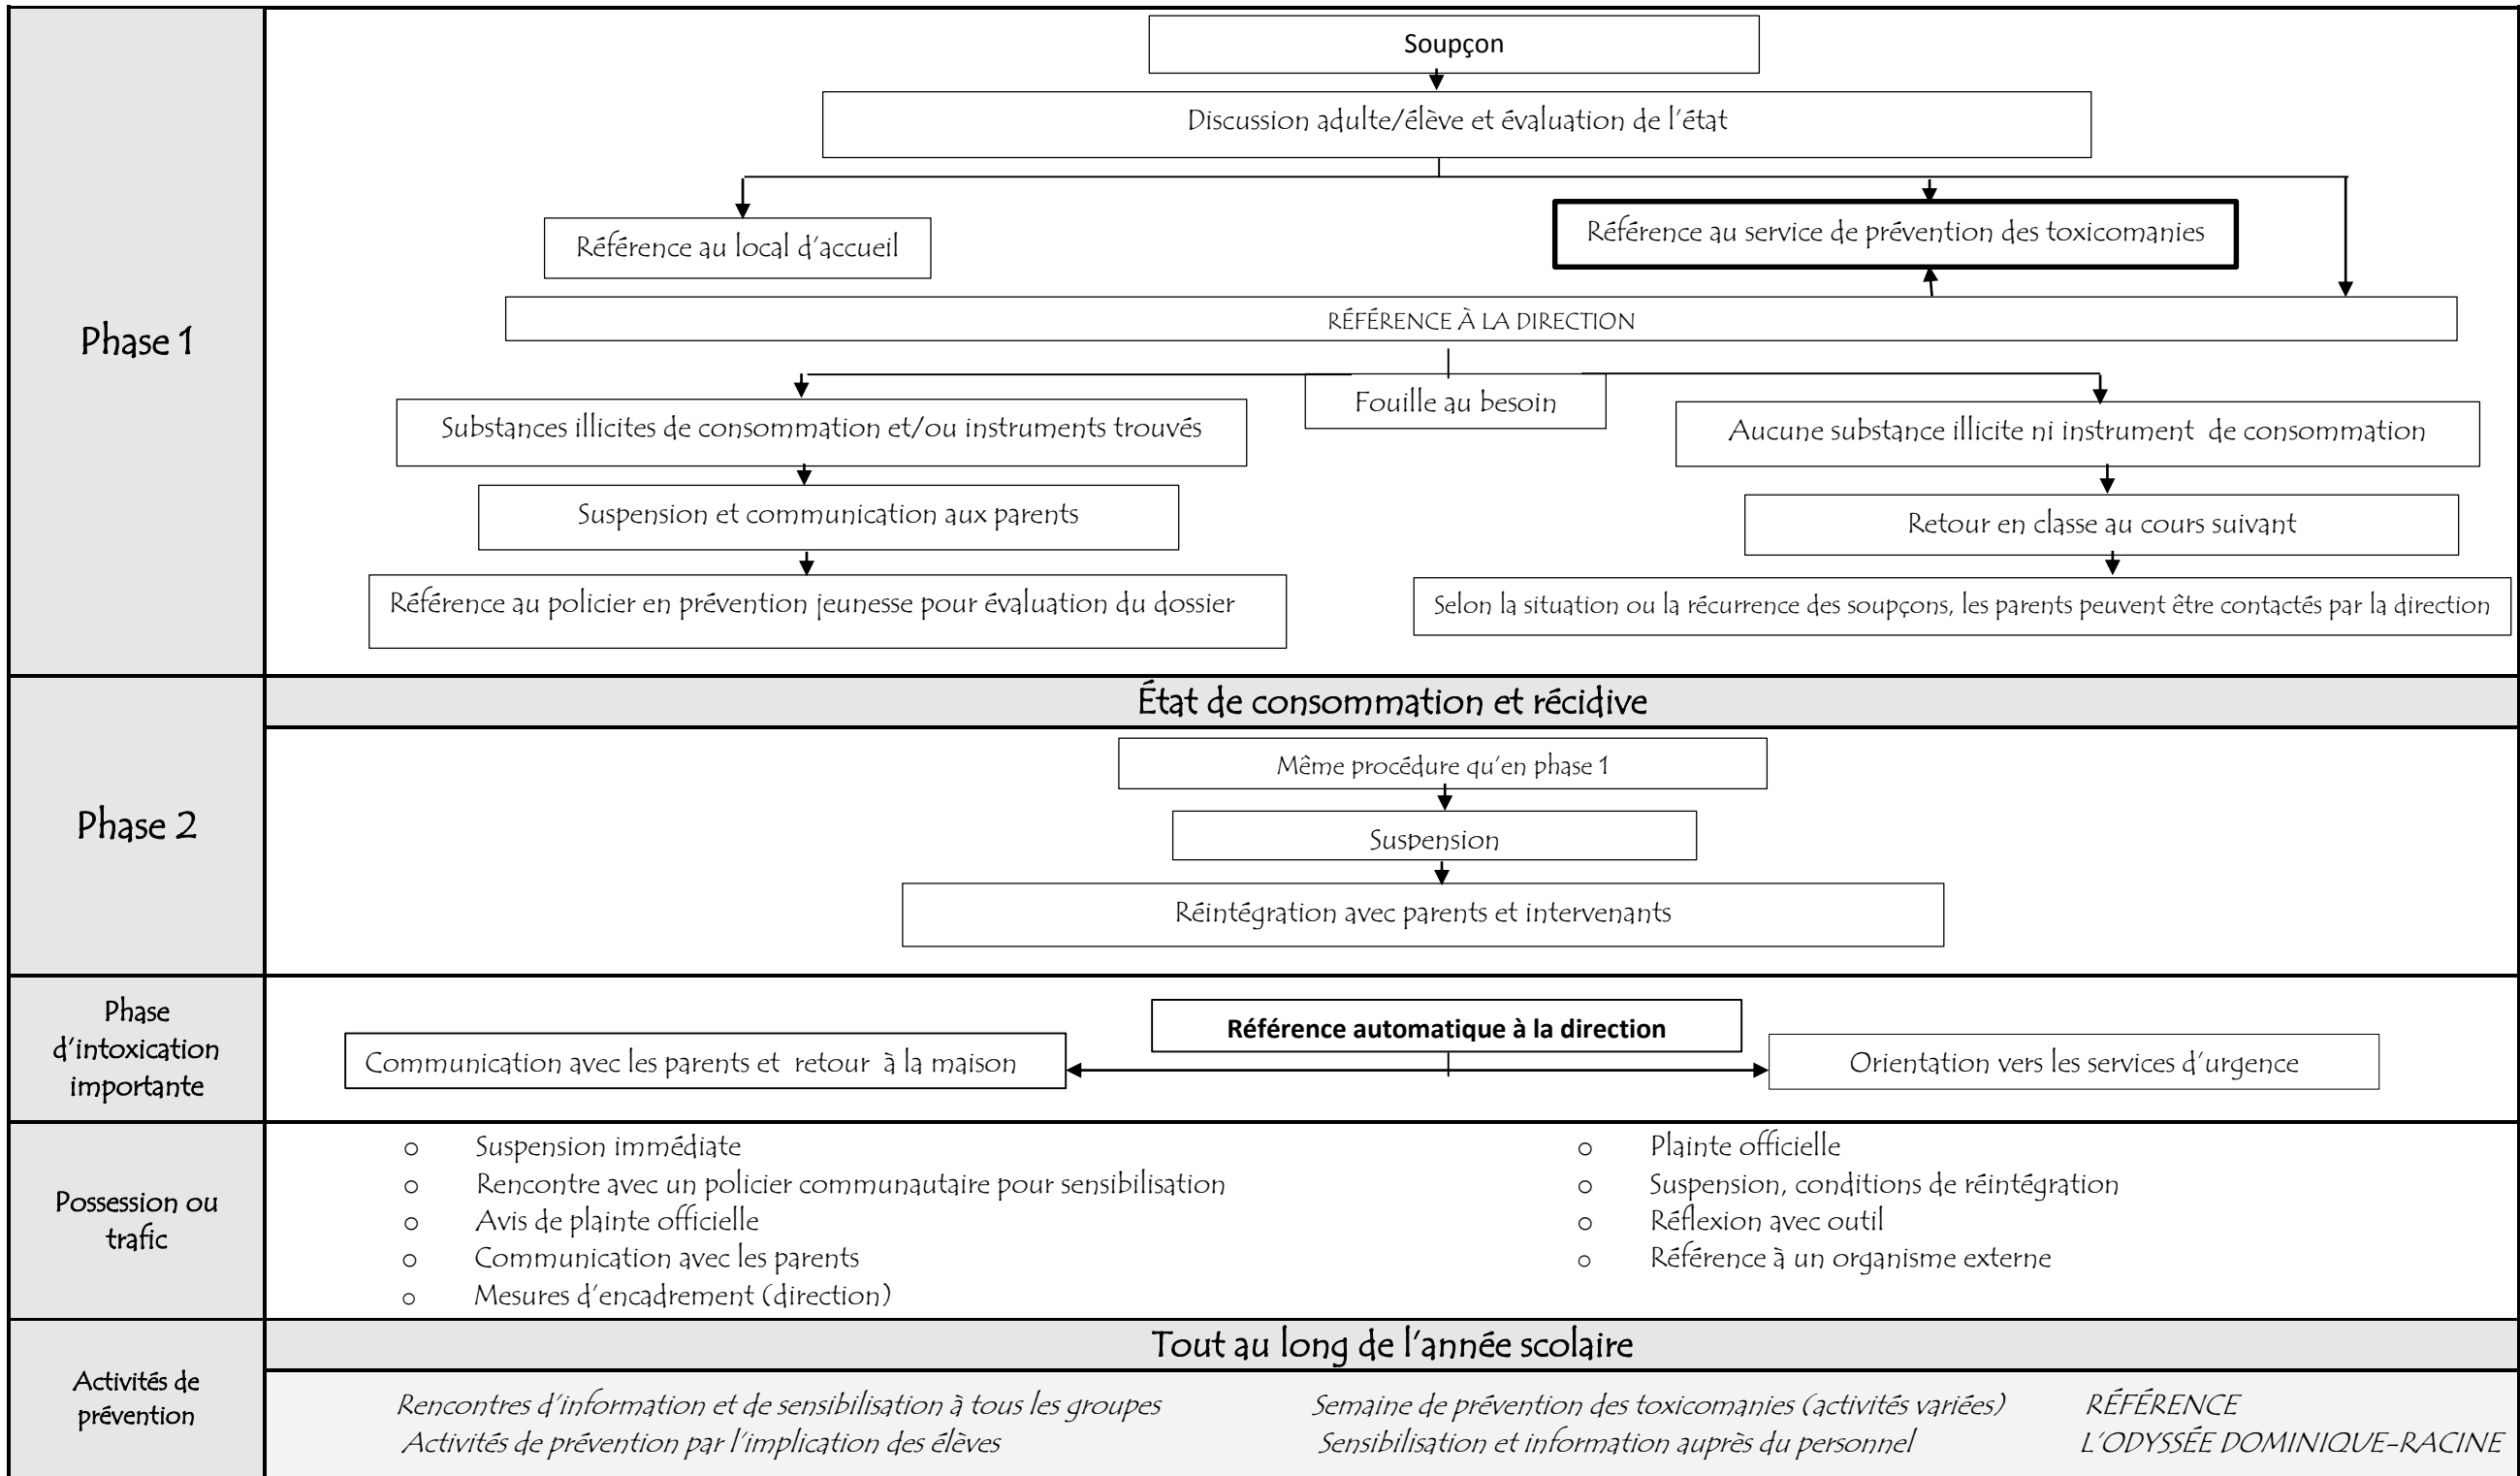 Phase 1
Soupçon
Discussion adulte/élève et évaluation de l'état
Référence au local d'accueil
Référence au service de prévention des toxicomanies
RÉFÉRENCE À LA DIRECTION
Fouille au besoin
Substances illicites de consommation et/ou instruments trouvés
Aucune substance illicite ni instrument de consommation
Suspension et communication aux parents
Retour en classe au cours suivant
Référence au policier en prévention jeunesse pour évaluation du dossier
Selon la situation ou la récurrence des soupçons, les parents peuvent être contactés par la direction
Phase 2
État de consommation et récidive
Même procédure qu'en phase 1
Suspension
Réintégration avec parents et intervenants
Phase
d'intoxication
importante
Référence automatique à la direction
Communication avec les parents et retour à la maison
Orientation vers les services d'urgence
Possession ou
trafic
o Suspension immédiate
o Rencontre avec un policier communautaire pour sensibilisation
o Avis de plainte officielle
o Communication avec les parents
o Mesures d'encadrement (direction)
o Plainte officielle
o Suspension, conditions de réintégration
o Réflexion avec outil
o Référence à un organisme externe
Activités de
prévention
Tout au long de l'année scolaire
Rencontres d'information et de sensibilisation à tous les groupes
Activités de prévention par l'implication des élèves
Semaine de prévention des toxicomanies (activités variées)
Sensibilisation et information auprès du personnel
RÉFÉRENCE
L'ODYSSÉE DOMINIQUE-RACINE